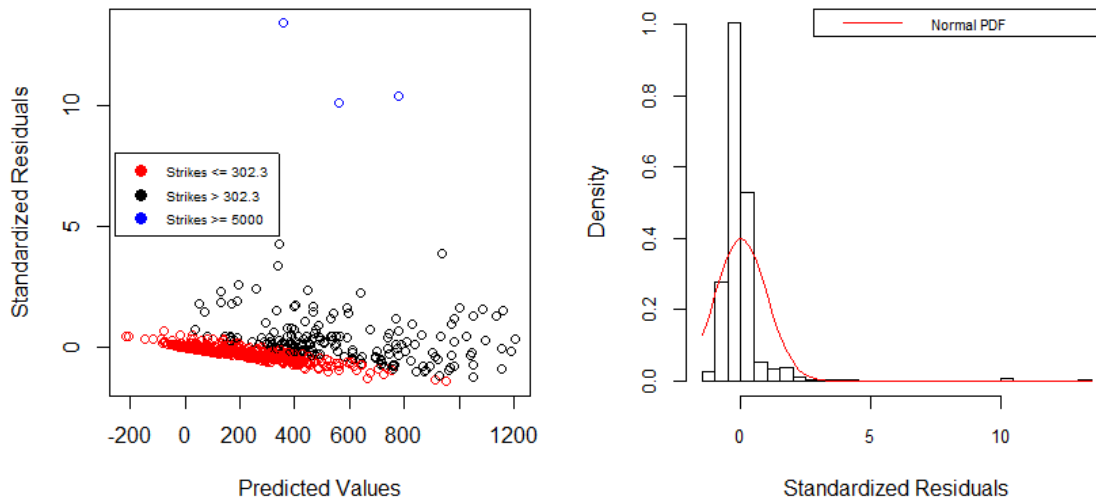 Standardized Residuals
10
5
0
Strikes <= 302.3
Strikes > 302.3
Strikes >= 5000
-200 0 200 400 600 800 1200
Predicted Values
Normal PDF
Density
1.0
0.8
0.6
0.4
0.2
0.0
0 5 10
Standardized Residuals